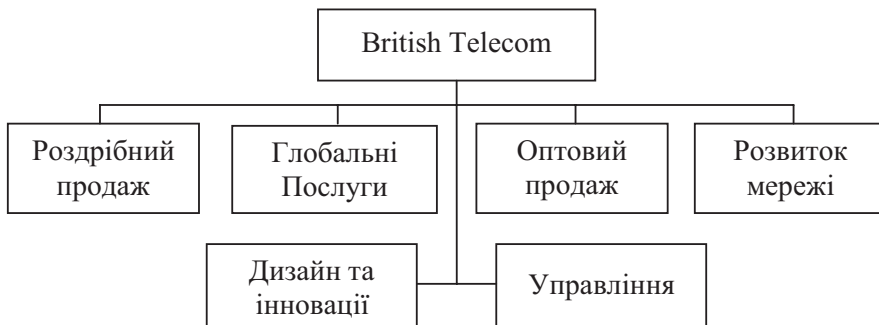 British Telecom
Роздрібний
продаж
Глобальні
Послуги
Оптовий
продаж
Розвиток
мережі
Дизайн та
інновації
Управління